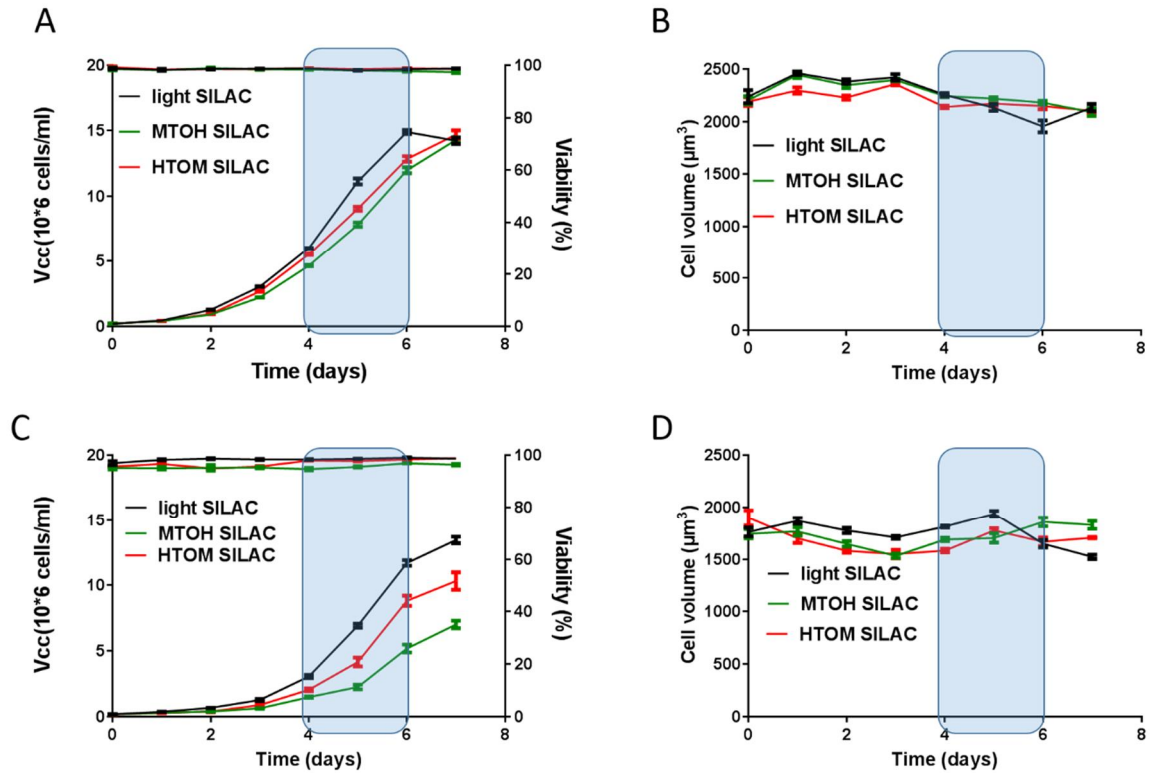 A
20
15
10
5
0
Vcc(10*6 cells/ml)
light SILAC
MTOH SILAC
HTOM SILAC
100
80
60
40
20
0
Viability (%)
0 2 4 6 8
Time (days)
B
2500
2000
1500
1000
500
0
Cell volume (µm³)
light SILAC
MTOH SILAC
HTOM SILAC
0 2 4 6 8
Time (days)
C
20
15
10
5
0
Vcc(10*6 cells/ml)
light SILAC
MTOH SILAC
HTOM SILAC
100
80
60
40
20
0
Viability (%)
0 2 4 6 8
Time (days)
D
2500
2000
1500
1000
500
0
Cell volume (µm³)
light SILAC
MTOH SILAC
HTOM SILAC
0 2 4 6 8
Time (days)